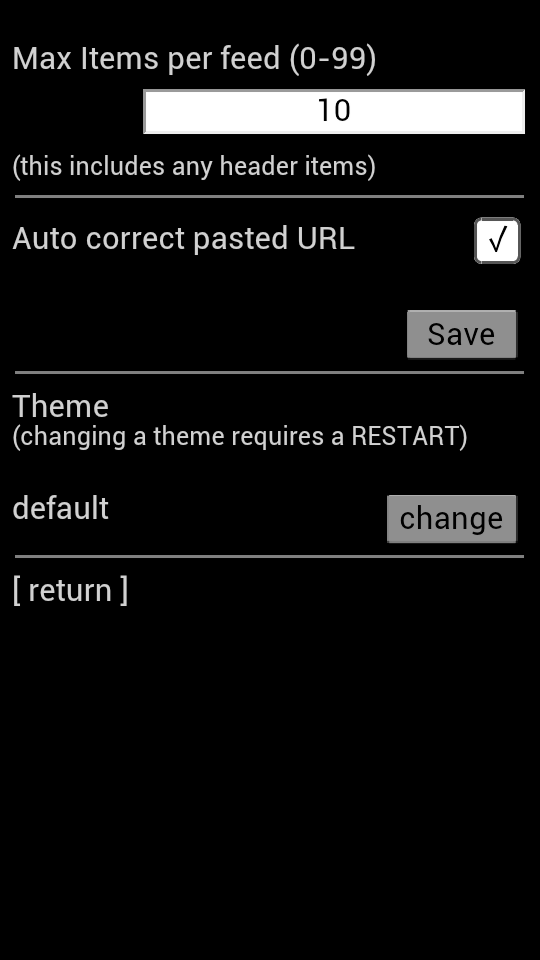 Max Items per feed (0-99)
10
(this includes any header items)
Auto correct pasted URL
√
Save
Theme
(changing a theme requires a RESTART)
default
change
[ return ]